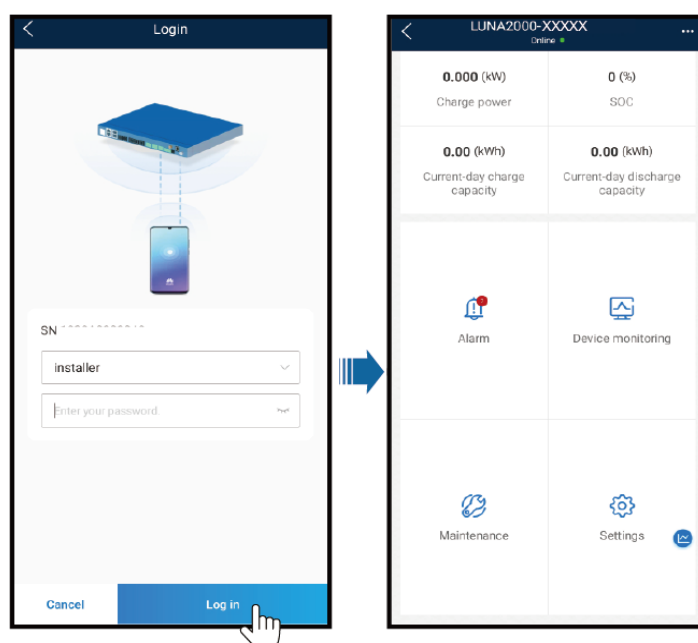 Login
SN
installer
Enter your password.
Cancel
Log in
LUNA2000-XXXXX
Online
0.000 (kW)
Charge power
0 (%)
SOC
0.00 (kWh)
Current-day charge
capacity
0.00 (kWh)
Current-day discharge
capacity
Alarm
Device monitoring
Maintenance
Settings